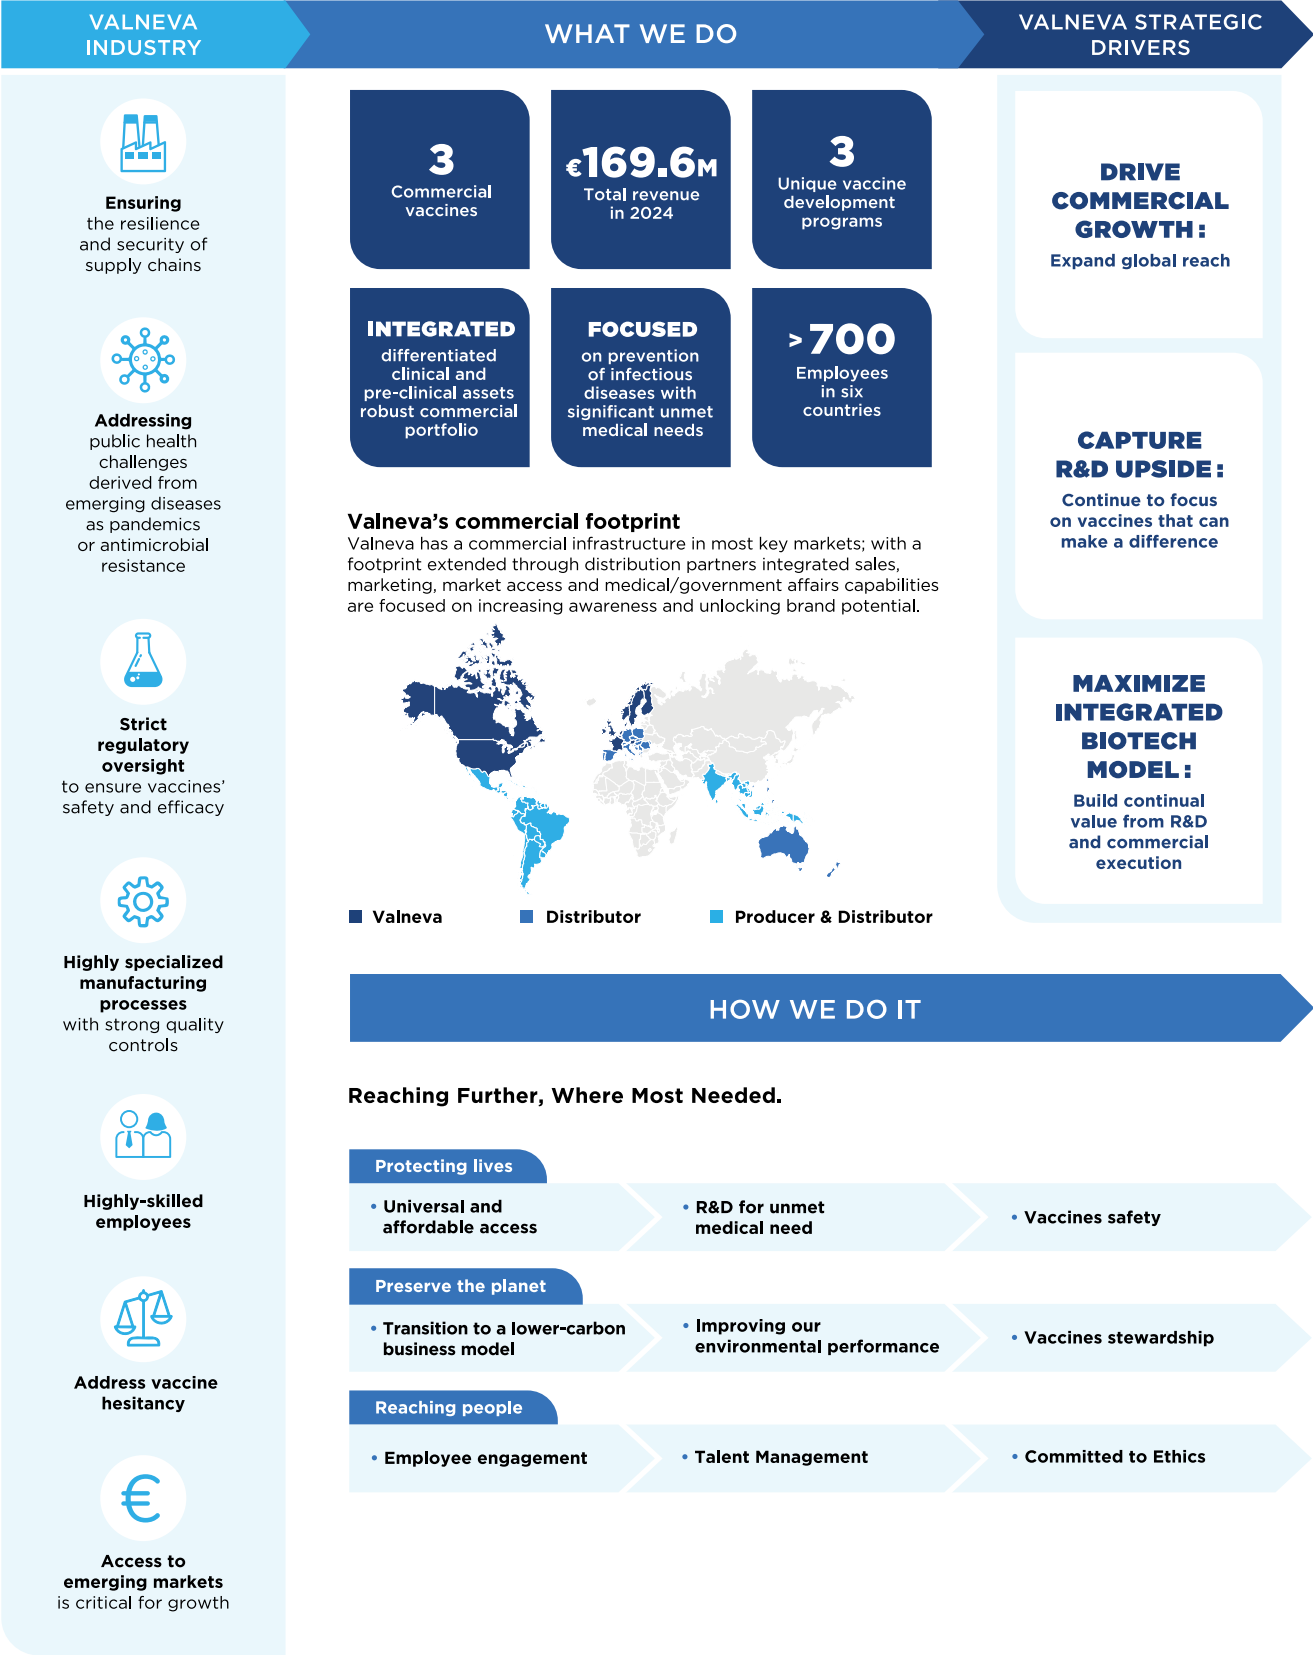 VALNEVA
INDUSTRY
WHAT WE DO
VALNEVA STRATEGIC
DRIVERS
Ensuring
the resilience
and security of
supply chains
Addressing
public health
challenges
derived from
emerging diseases
as pandemics
or antimicrobial
resistance
Strict
regulatory
oversight
to ensure vaccines’
safety and efficacy
Highly specialized
manufacturing
processes
with strong quality
controls
Highly-skilled
employees
Address vaccine
hesitancy
€
Access to
emerging markets
is critical for growth
3
Commercial
vaccines
€169.6M
Total revenue
in 2024
3
Unique vaccine
development
programs
INTEGRATED
differentiated
clinical and
pre-clinical assets
robust commercial
portfolio
FOCUSED
on prevention
of infectious
diseases with
significant unmet
medical needs
>700
Employees
in six
countries
Valneva’s commercial footprint
Valneva has a commercial infrastructure in most key markets; with a
footprint extended through distribution partners integrated sales,
marketing, market access and medical/government affairs capabilities
are focused on increasing awareness and unlocking brand potential.
Valneva
Distributor
Producer & Distributor
DRIVE
COMMERCIAL
GROWTH:
Expand global reach
CAPTURE
R&D UPSIDE:
Continue to focus
on vaccines that can
make a difference
MAXIMIZE
INTEGRATED
BIOTECH
MODEL:
Build continual
value from R&D
and commercial
execution
HOW WE DO IT
Reaching Further, Where Most Needed.
Protecting lives
• Universal and
affordable access
• R&D for unmet
medical need
• Vaccines safety
Preserve the planet
• Transition to a lower-carbon
business model
• Improving our
environmental performance
• Vaccines stewardship
Reaching people
• Employee engagement
• Talent Management
• Committed to Ethics